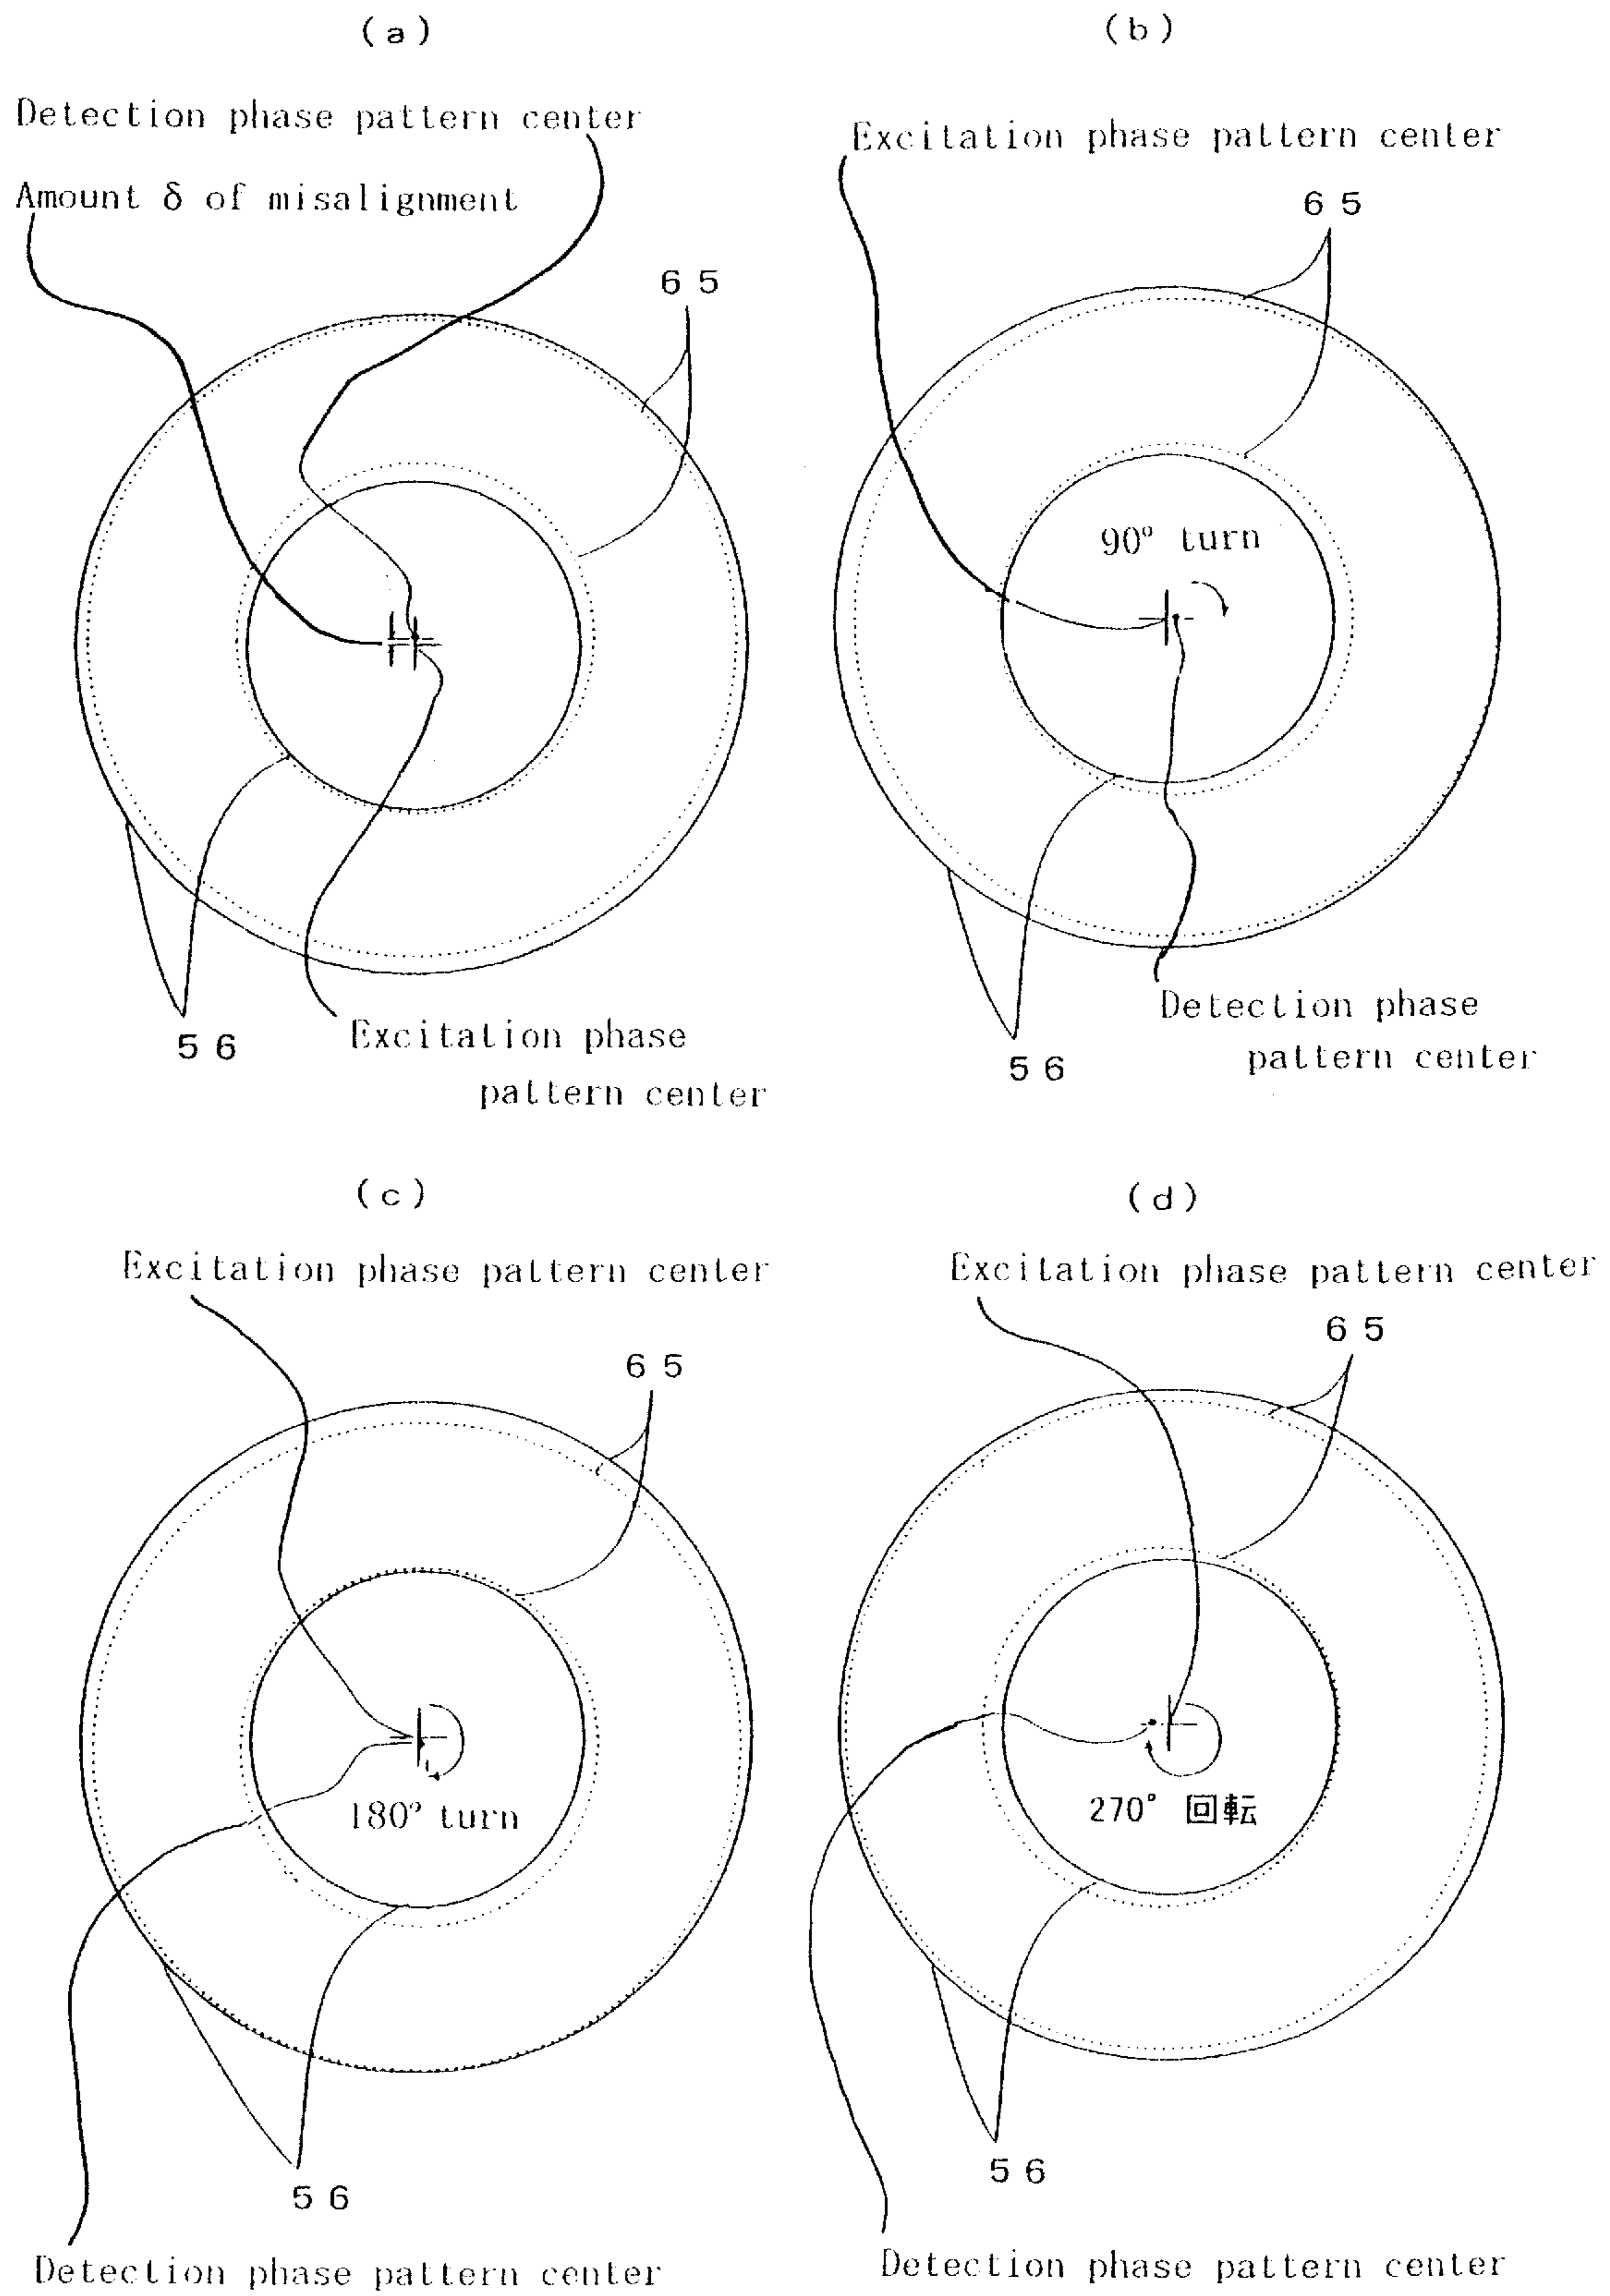 (a)
Detection phase pattern center
Amount δ of misalignment
65
56
Excitation phase
pattern center
(b)
Excitation phase pattern center
65
90° turn
56
Detection phase
pattern center
(c)
Excitation phase pattern center
65
180° turn
56
Detection phase pattern center
(d)
Excitation phase pattern center
65
270° 回転
56
Detection phase pattern center